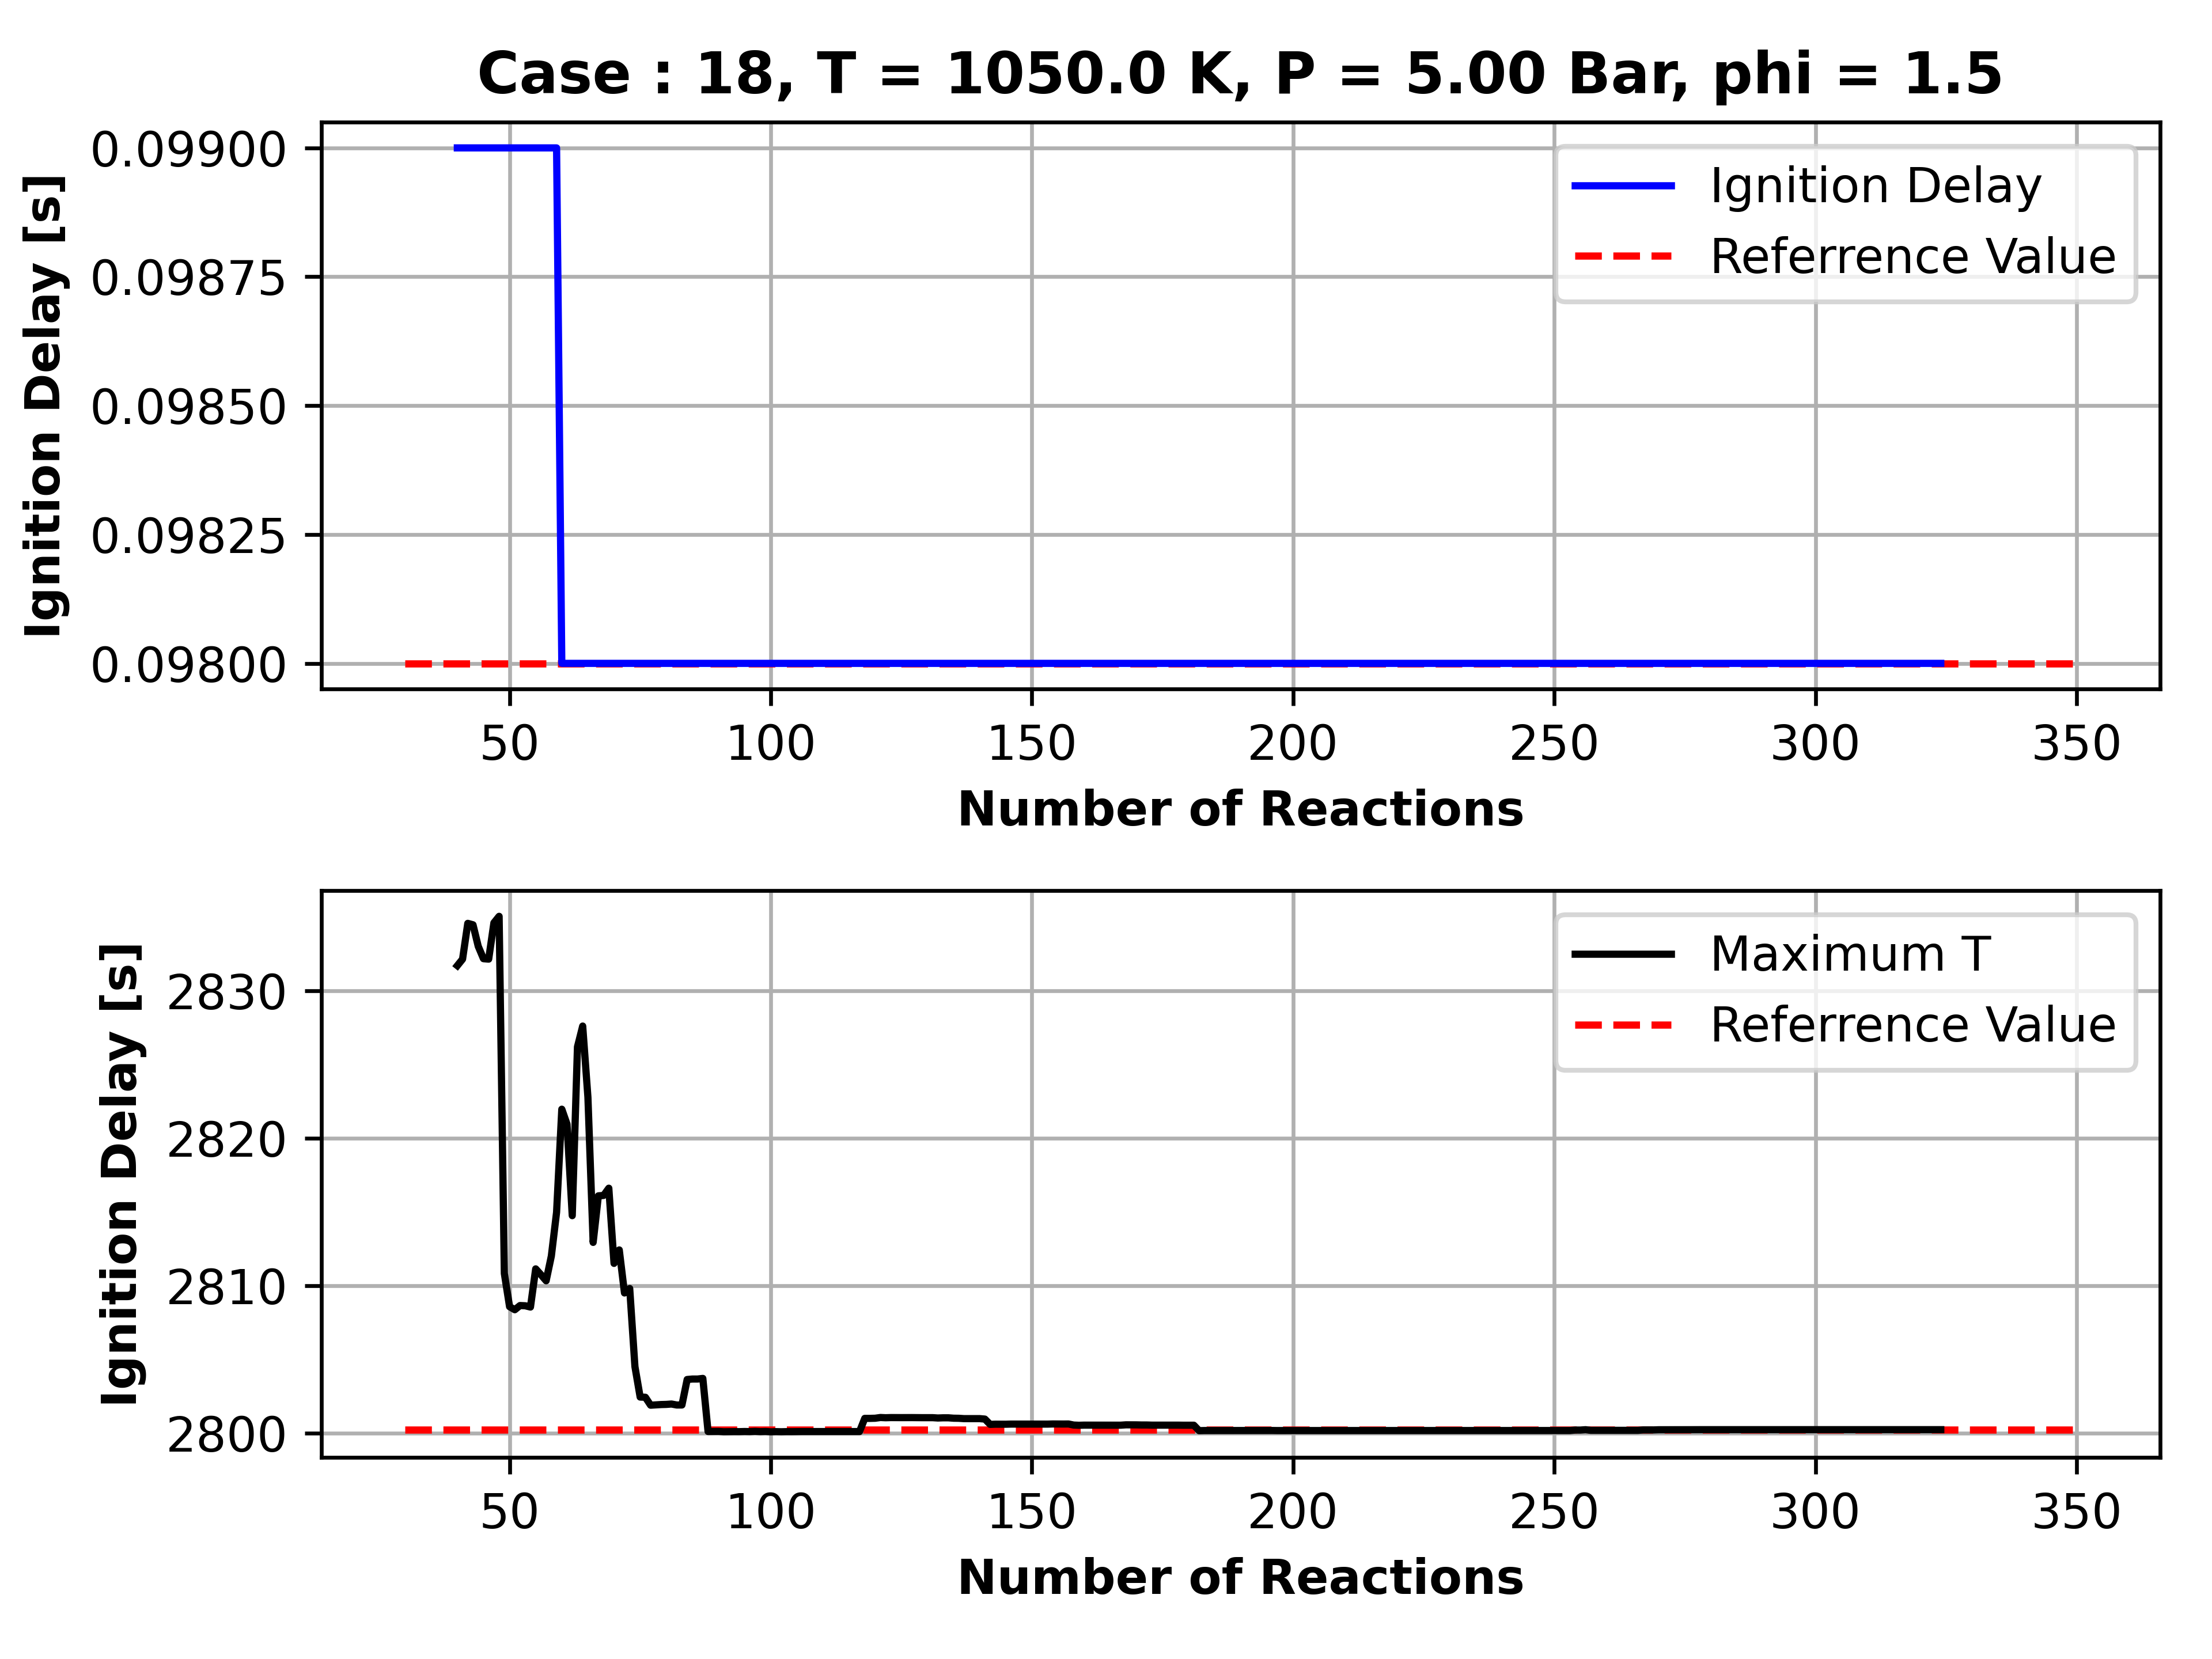 Case : 18, T = 1050.0 K, P = 5.00 Bar, phi = 1.5
Ignition Delay [s]
0.09900
0.09875
0.09850
0.09825
0.09800
Ignition Delay
Referrence Value
50 100 150 200 250 300 350
Number of Reactions
Ignition Delay [s]
2830
2820
2810
2800
Maximum T
Referrence Value
50 100 150 200 250 300 350
Number of Reactions